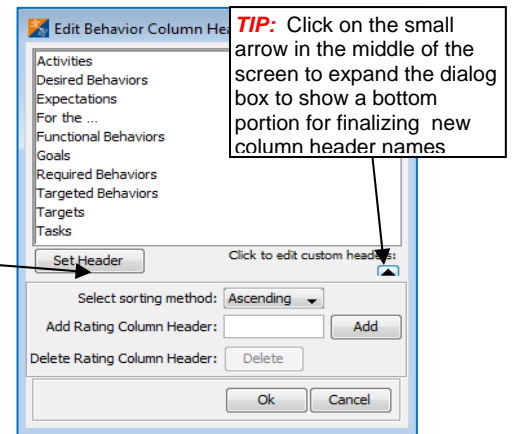 Edit Behavior Column He
TIP: Click on the small
arrow in the middle of the
screen to expand the dialog
box to show a bottom
portion for finalizing new
column header names
Activities
Desired Behaviors
Expectations
For the ...
Functional Behaviors
Goals
Required Behaviors
Targeted Behaviors
Targets
Tasks
Set Header
Click to edit custom headers:
Select sorting method: Ascending
Add Rating Column Header: Add
Delete Rating Column Header: Delete
Ok Cancel